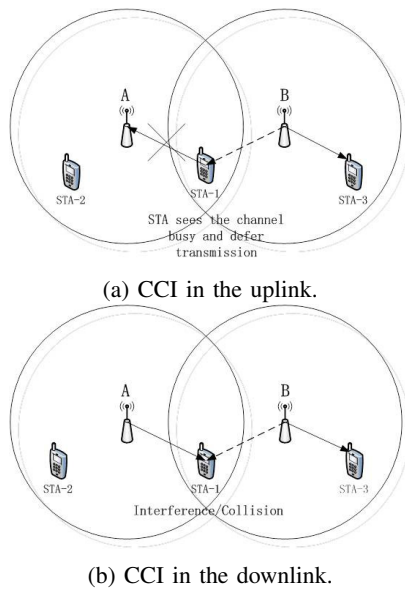 A
B
STA-2
STA-1
STA-3
STA sees the channel
busy and defer
transmission
(a) CCI in the uplink.
A
B
STA-2
STA-1
STA-3
Interference/Collision
(b) CCI in the downlink.